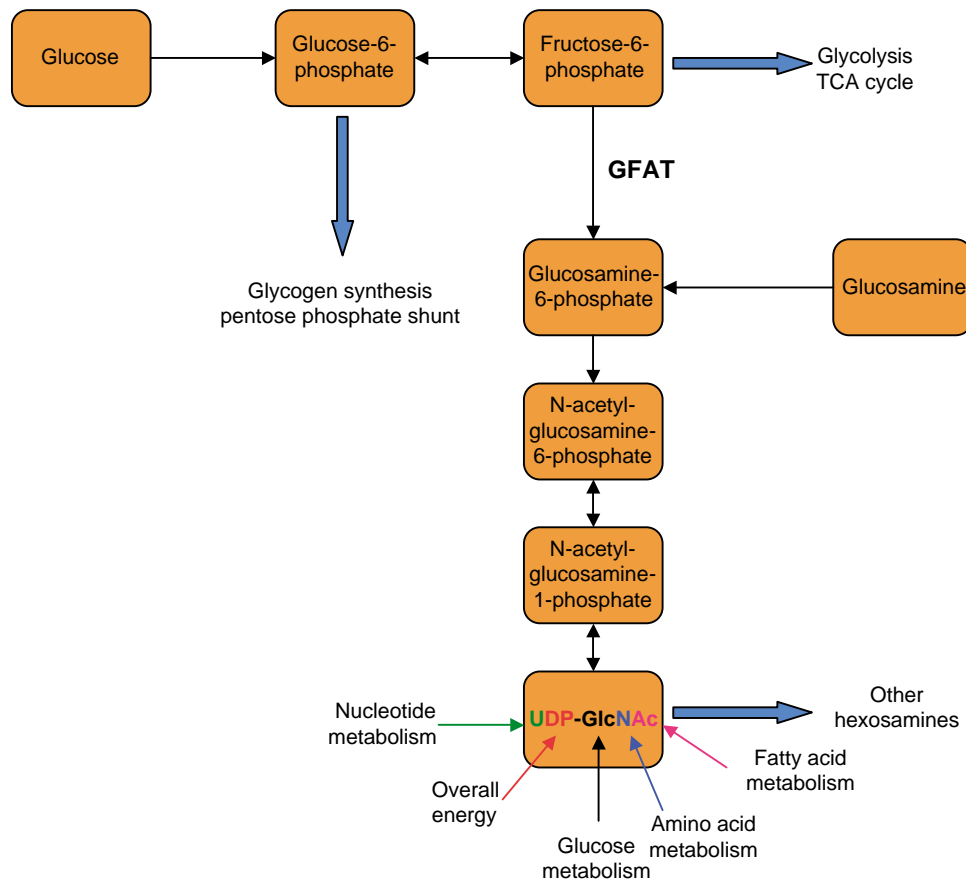 Glucose
Glucose-6-
phosphate
Fructose-6-
phosphate
Glycolysis
TCA cycle
GFAT
Glycogen synthesis
pentose phosphate shunt
Glucosamine-
6-phosphate
Glucosamine
N-acetyl-
glucosamine-
6-phosphate
N-acetyl-
glucosamine-
1-phosphate
Nucleotide
metabolism
UDP-GlcNAc
Other
hexosamines
Overall
energy
Glucose
metabolism
Amino acid
metabolism
Fatty acid
metabolism